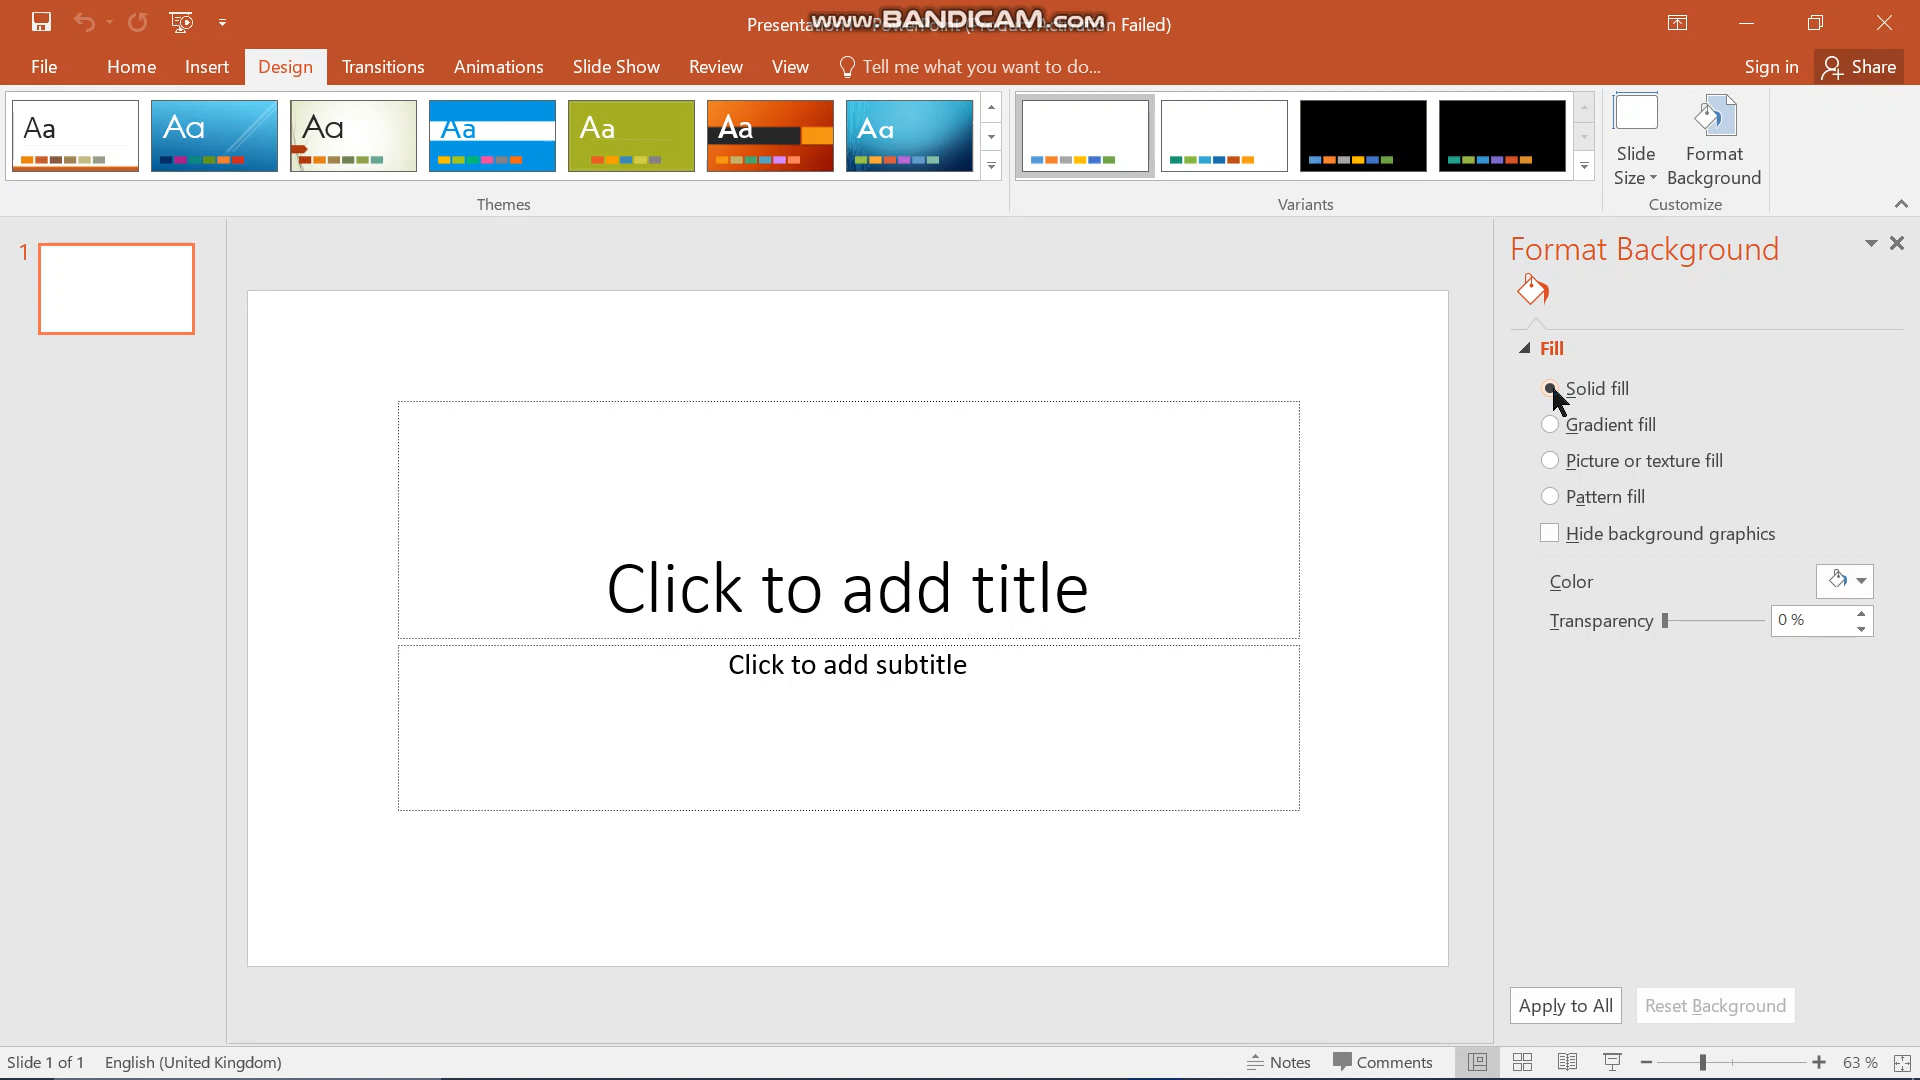 Presentation1 - PowerPoint (Product Activation Failed)
www.BANDICAM.com
File Home Insert Design Transitions Animations Slide Show Review View Tell me what you want to do... Sign in Share
Aa Aa Aa Aa Aa Aa Aa
Slide Size
Format Background
Themes Variants Customize
1
Format Background
Fill
Solid fill
Gradient fill
Picture or texture fill
Pattern fill
Hide background graphics
Color
Transparency 0 %
Click to add title
Click to add subtitle
Apply to All Reset Background
Slide 1 of 1 English (United Kingdom) Notes Comments 63 %